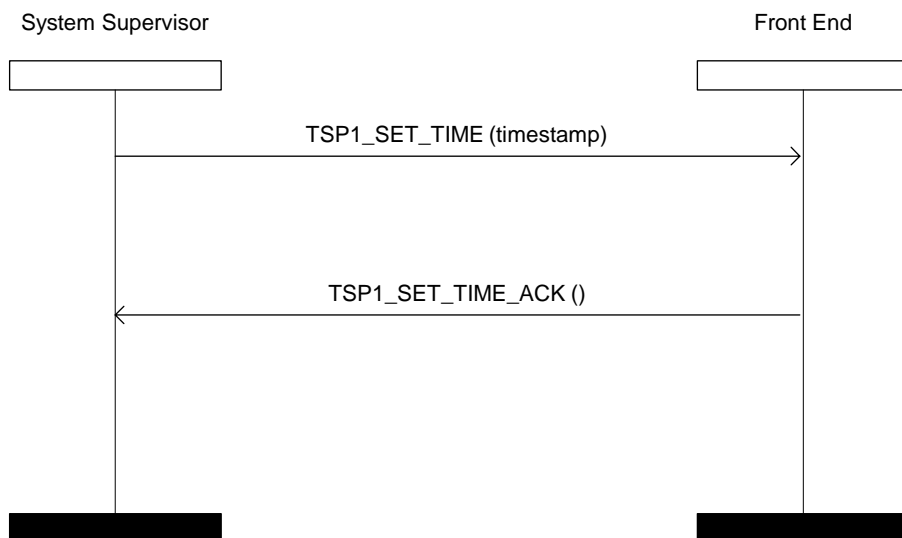 System Supervisor
Front End
TSP1_SET_TIME (timestamp)
TSP1_SET_TIME_ACK ()